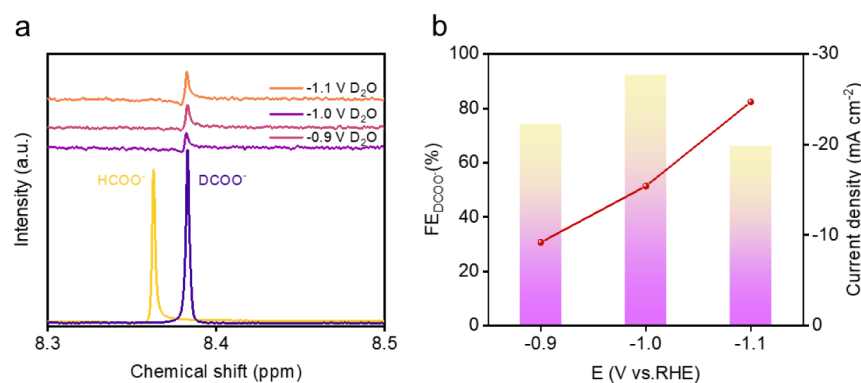 a
-1.1 V D₂O
-1.0 V D₂O
-0.9 V D₂O
HCOO⁻
DCOO⁻
Intensity (a.u.)
8.3
8.4
8.5
Chemical shift (ppm)
b
100
80
60
40
20
0
FE_DCOO⁻(%)
-30
-20
-10
0
Current density (mA cm⁻²)
-0.9
-1.0
-1.1
E (V vs.RHE)